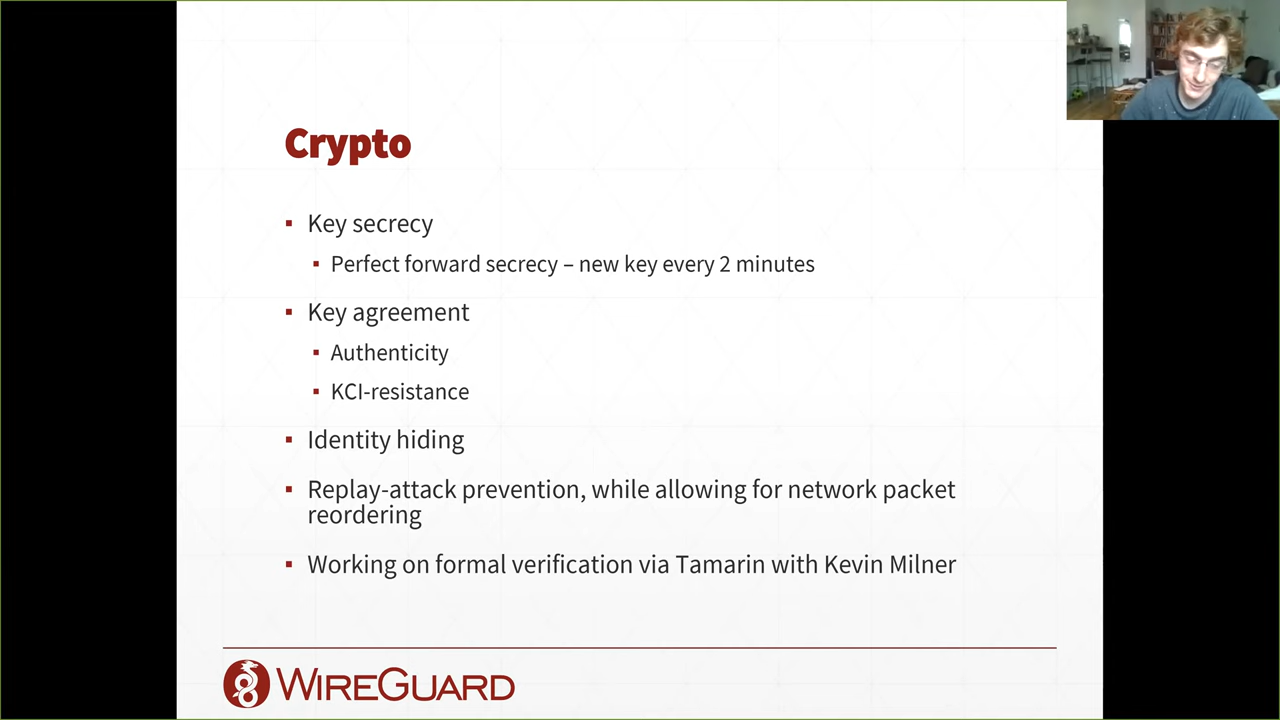 Crypto
Key secrecy
Perfect forward secrecy – new key every 2 minutes
Key agreement
Authenticity
KCI-resistance
Identity hiding
Replay-attack prevention, while allowing for network packet
reordering
Working on formal verification via Tamarin with Kevin Milner
WIREGUARD